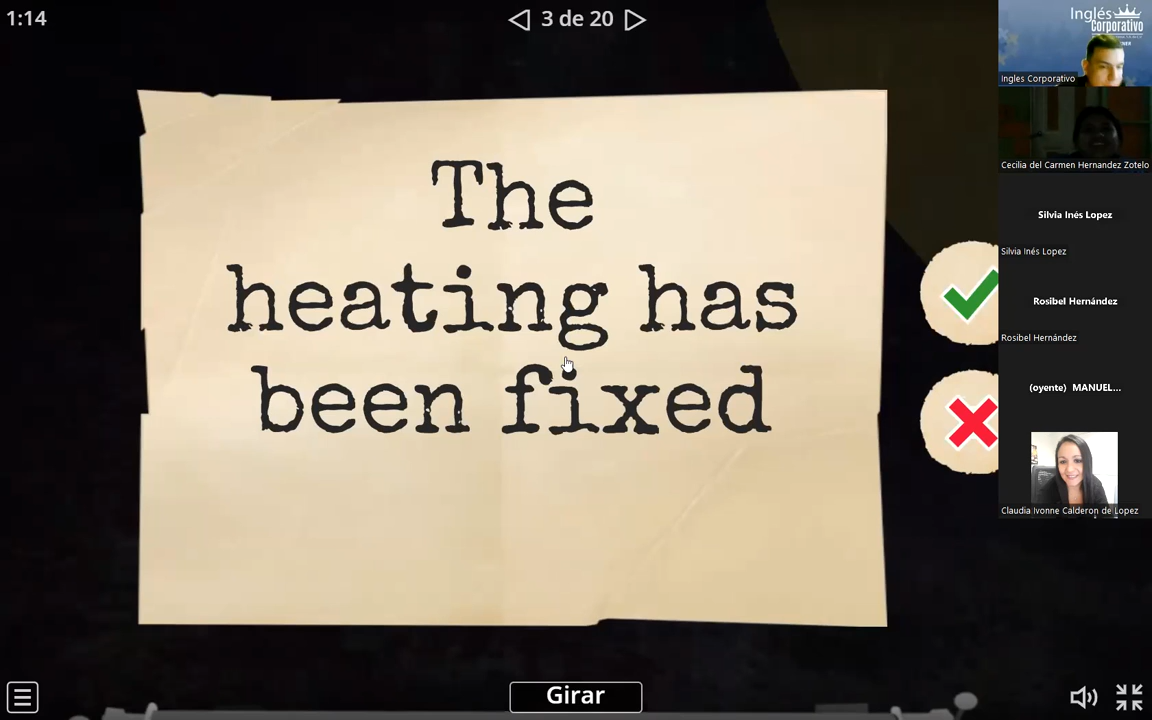 1:14
3 de 20
The
heating has
been fixed
Girar
Inglés
Corporativo
Ingles Corporativo
Cecilia del Carmen Hernandez Zotelo
Silvia Inés Lopez
Silvia Inés Lopez
Rosibel Hernández
Rosibel Hernández
(oyente) MANUEL...
Claudia Ivonne Calderon de Lopez